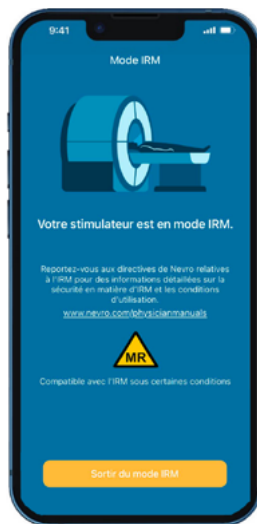 9:41
Mode IRM
Votre stimulateur est en mode IRM.
Reportez-vous aux directives de Nevro relatives
à l'IRM pour des informations détaillées sur la
sécurité en matière d'IRM et les conditions
d'utilisation.
www.nevro.com/physicianmanuals
MR
Compatible avec l'IRM sous certaines conditions
Sortir du mode IRM